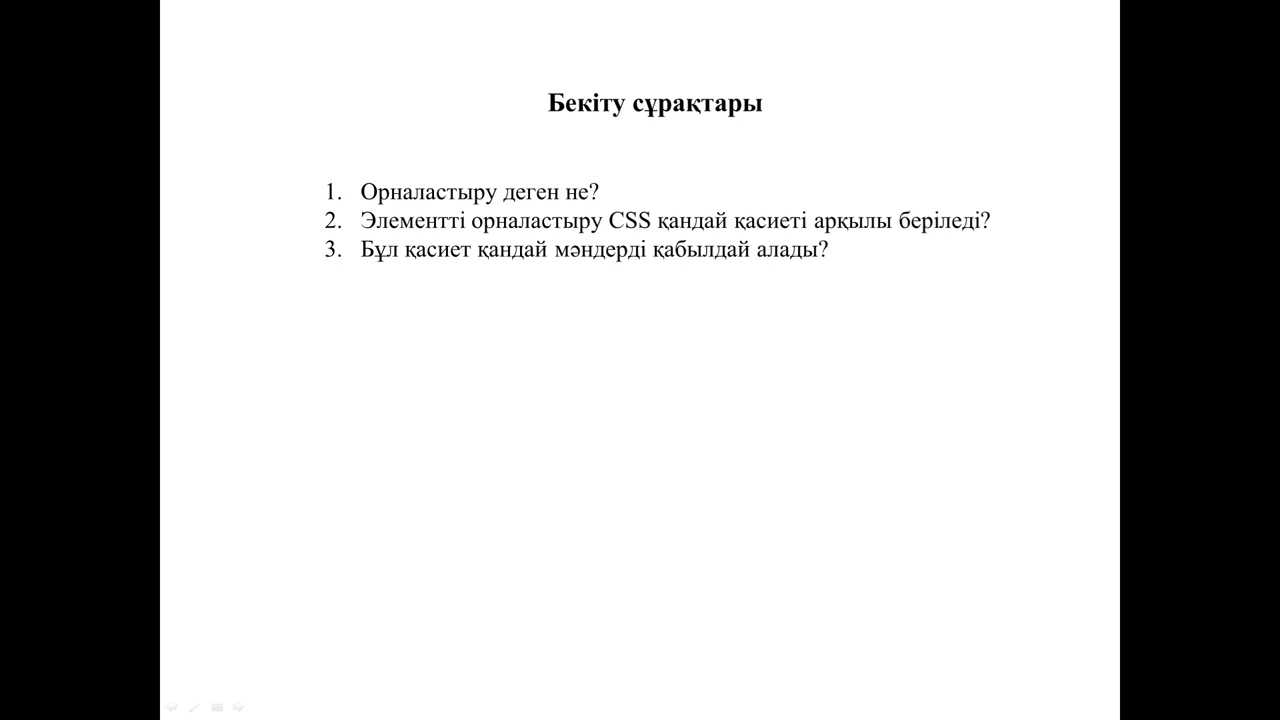 Бекіту сұрақтары
1. Орналастыру деген не?
2. Элементті орналастыру CSS қандай қасиеті арқылы беріледі?
3. Бұл қасиет қандай мәндерді қабылдай алады?